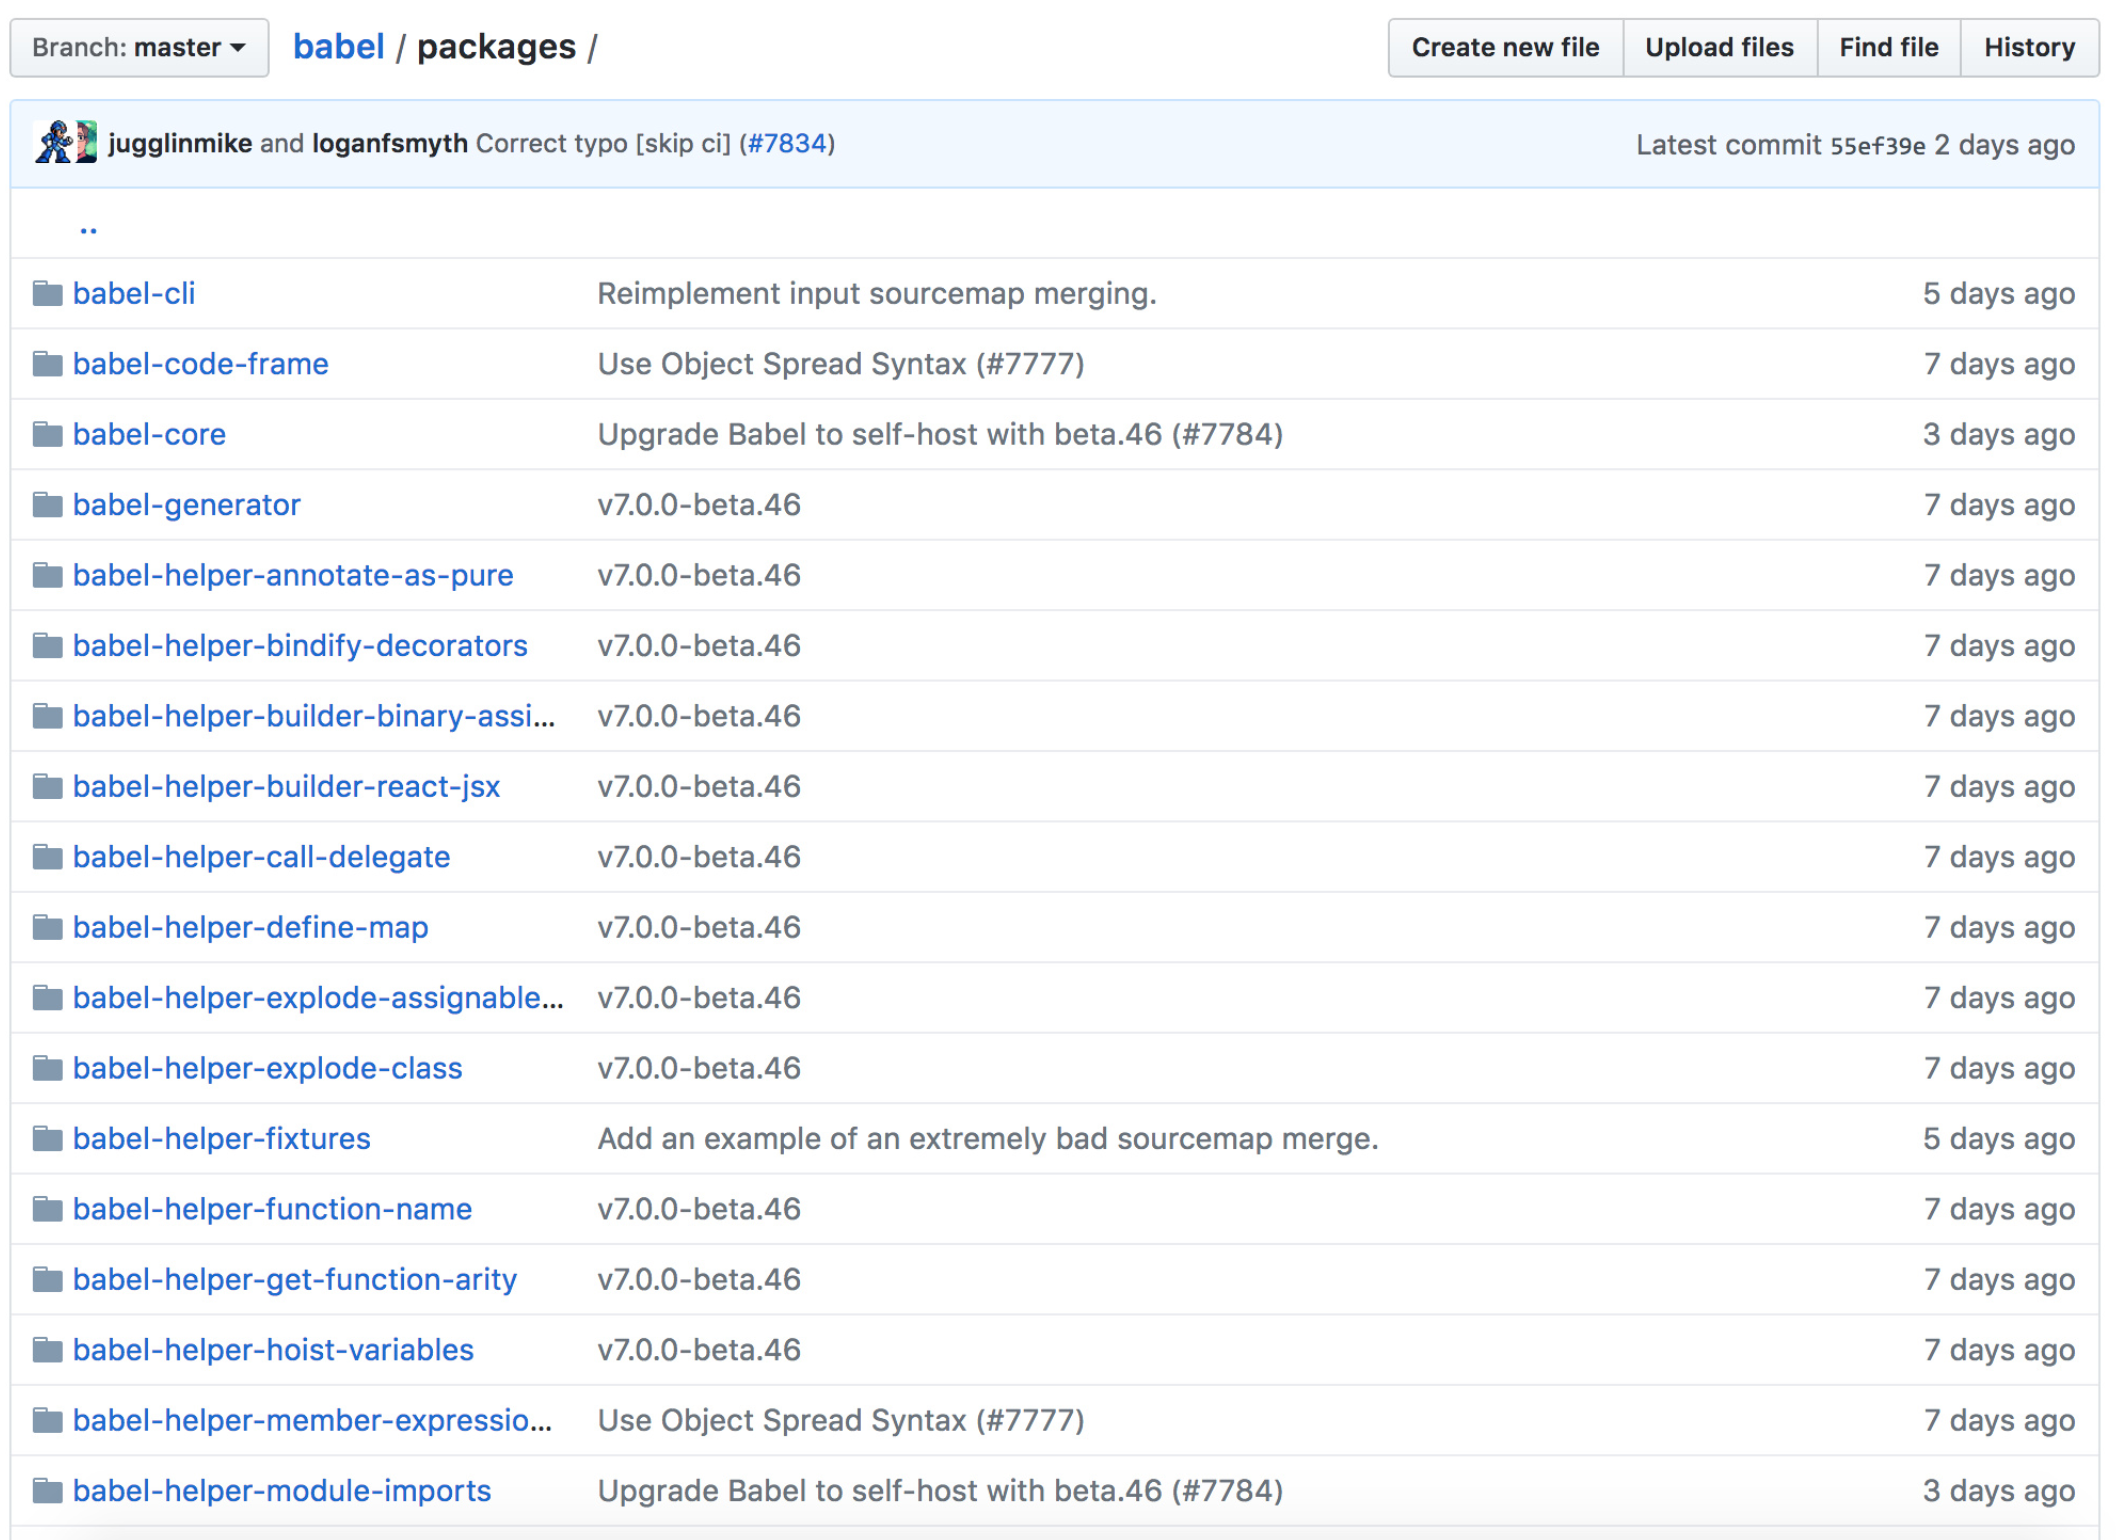 Branch: master babel / packages / Create new file Upload files Find file History
jugglinmike and loganfsmyth Correct typo [skip ci] (#7834) Latest commit 55ef39e 2 days ago
..
babel-cli Reimplement input sourcemap merging. 5 days ago
babel-code-frame Use Object Spread Syntax (#7777) 7 days ago
babel-core Upgrade Babel to self-host with beta.46 (#7784) 3 days ago
babel-generator v7.0.0-beta.46 7 days ago
babel-helper-annotate-as-pure v7.0.0-beta.46 7 days ago
babel-helper-bindify-decorators v7.0.0-beta.46 7 days ago
babel-helper-builder-binary-assi... v7.0.0-beta.46 7 days ago
babel-helper-builder-react-jsx v7.0.0-beta.46 7 days ago
babel-helper-call-delegate v7.0.0-beta.46 7 days ago
babel-helper-define-map v7.0.0-beta.46 7 days ago
babel-helper-explode-assignable... v7.0.0-beta.46 7 days ago
babel-helper-explode-class v7.0.0-beta.46 7 days ago
babel-helper-fixtures Add an example of an extremely bad sourcemap merge. 5 days ago
babel-helper-function-name v7.0.0-beta.46 7 days ago
babel-helper-get-function-arity v7.0.0-beta.46 7 days ago
babel-helper-hoist-variables v7.0.0-beta.46 7 days ago
babel-helper-member-expressio... Use Object Spread Syntax (#7777) 7 days ago
babel-helper-module-imports Upgrade Babel to self-host with beta.46 (#7784) 3 days ago